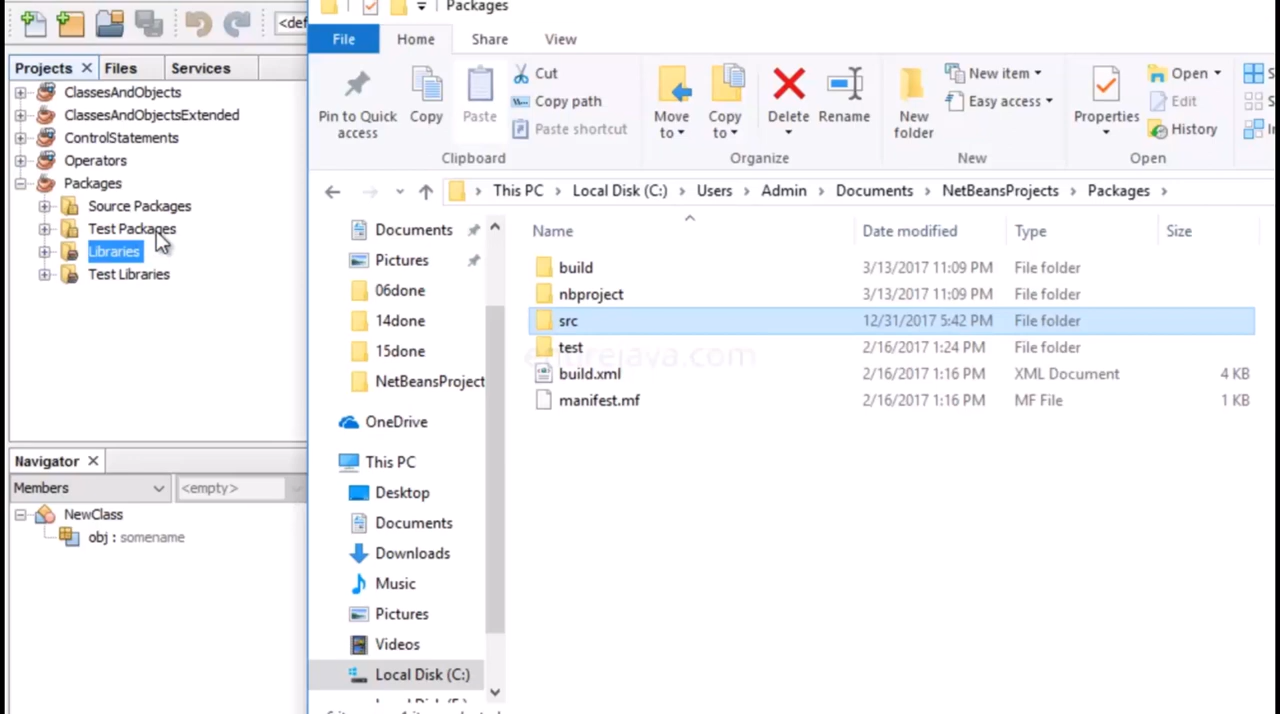 <def
Projects
Files
Services
ClassesAndObjects
ClassesAndObjectsExtended
ControlStatements
Operators
Packages
Source Packages
Test Packages
Libraries
Test Libraries
Navigator
Members
<empty>
NewClass
obj : somename
Packages
File Home Share View
Pin to Quick access
Copy
Paste
Cut
Copy path
Paste shortcut
Clipboard
Move to
Copy to
Delete
Rename
Organize
New folder
New item
Easy access
New
Properties
Open
Edit
History
Open
This PC > Local Disk (C:) > Users > Admin > Documents > NetBeansProjects > Packages >
Documents
Pictures
06done
14done
15done
NetBeansProject
OneDrive
This PC
Desktop
Documents
Downloads
Music
Pictures
Videos
Local Disk (C:)
Name Date modified Type Size
build 3/13/2017 11:09 PM File folder
nbproject 3/13/2017 11:09 PM File folder
src 12/31/2017 5:42 PM File folder
test 2/16/2017 1:24 PM File folder
build.xml 2/16/2017 1:16 PM XML Document 4 KB
manifest.mf 2/16/2017 1:16 PM MF File 1 KB